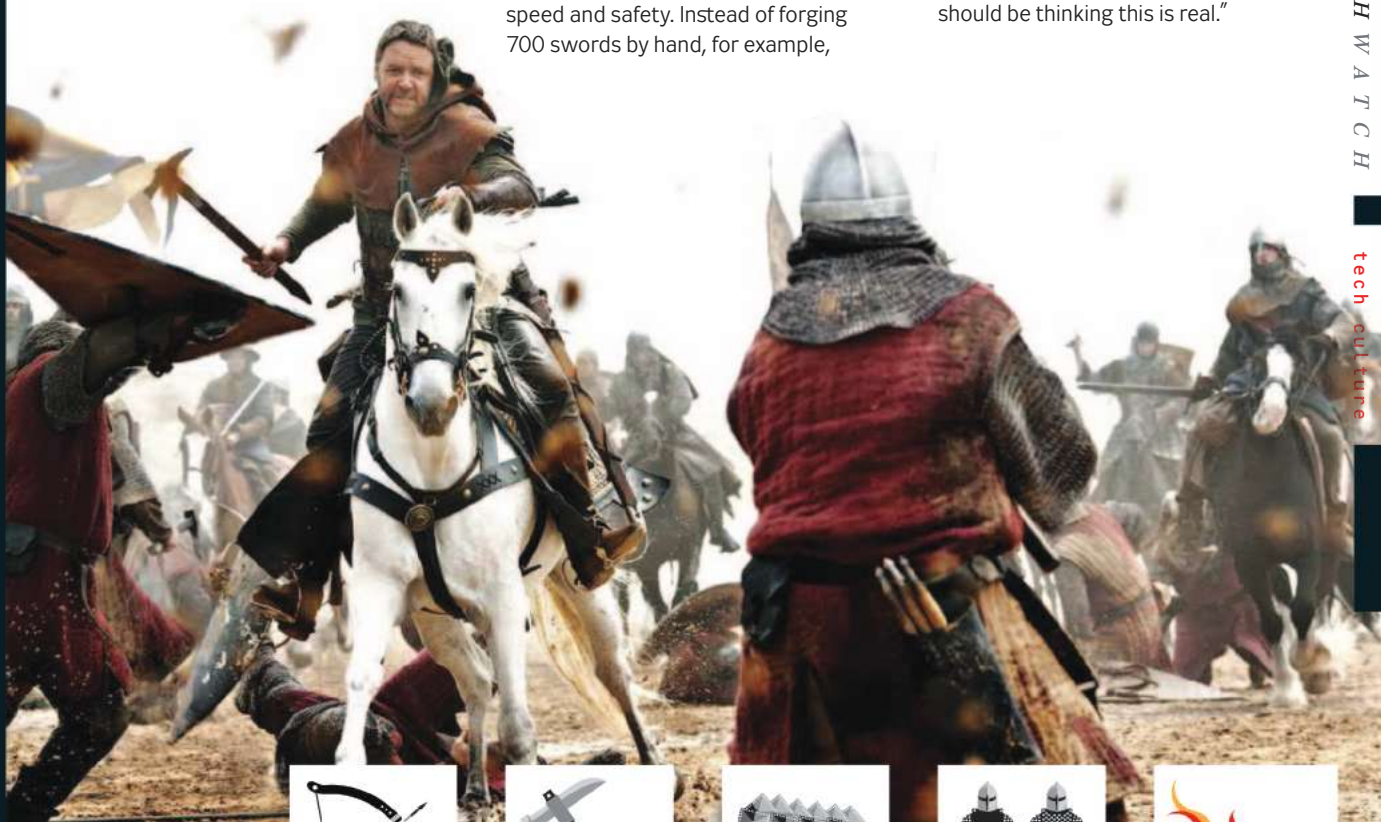 speed and safety. Instead of forging
700 swords by hand, for example,
should be thinking this is real.”
H W A T C H
tech culture